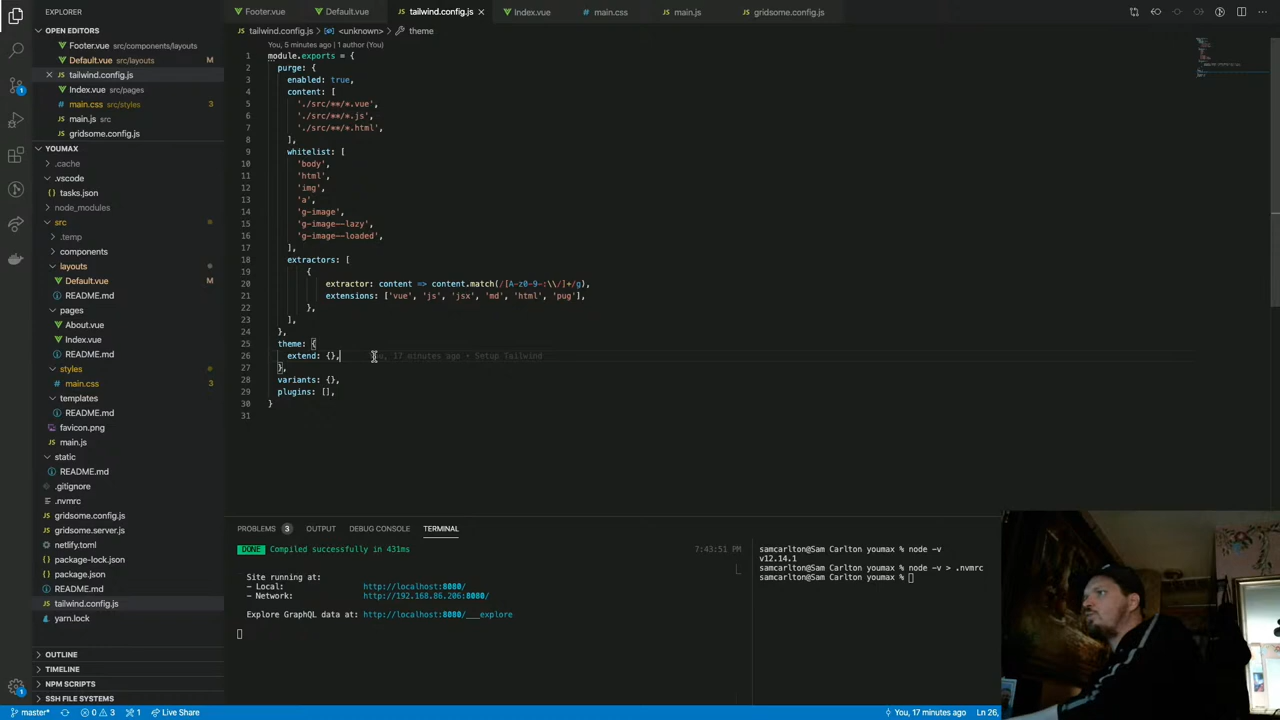 EXPLORER
OPEN EDITORS
Footer.vue src/components/layouts
Default.vue src/layouts M
tailwind.config.js
Index.vue src/pages
main.css src/styles 3
main.js src
gridsome.config.js
YOUMAX
.cache
.vscode
tasks.json
node_modules
src
.temp
components
layouts
Default.vue M
README.md
pages
About.vue
Index.vue
README.md
styles
main.css 3
templates
README.md
favicon.png
main.js
static
README.md
.gitignore
.nvmrc
gridsome.config.js
gridsome.server.js
netlify.toml
package-lock.json
package.json
README.md
tailwind.config.js
yarn.lock
OUTLINE
TIMELINE
NPM SCRIPTS
SSH FILE SYSTEMS
Footer.vue Default.vue tailwind.config.js Index.vue main.css main.js gridsome.config.js
tailwind.config.js > <unknown> > theme
You, 5 minutes ago | 1 author (You)
1 module.exports = {
2 purge: {
3 enabled: true,
4 content: [
5 './src/**/*.vue',
6 './src/**/*.js',
7 './src/**/*.html',
8 ],
9 whitelist: [
10 'body',
11 'html',
12 'img',
13 'a',
14 'g-image',
15 'g-image--lazy',
16 'g-image--loaded',
17 ],
18 extractors: [
19 {
20 extractor: content => content.match(/[A-z0-9-:\\/]+/g),
21 extensions: ['vue', 'js', 'jsx', 'md', 'html', 'pug'],
22 },
23 ],
24 },
25 theme: {
26 extend: {}, 17 minutes ago • Setup Tailwind
27 },
28 variants: {},
29 plugins: [],
30 }
31
PROBLEMS 3 OUTPUT DEBUG CONSOLE TERMINAL
DONE Compiled successfully in 431ms 7:43:51 PM
Site running at:
- Local: http://localhost:8080/
- Network: http://192.168.86.206:8080/
Explore GraphQL data at: http://localhost:8080/___explore
samcarlton@Sam Carlton youmax % node -v
v12.14.1
samcarlton@Sam Carlton youmax % node -v > .nvmrc
samcarlton@Sam Carlton youmax %
master* 0 3 1 Live Share You, 17 minutes ago Ln 26,